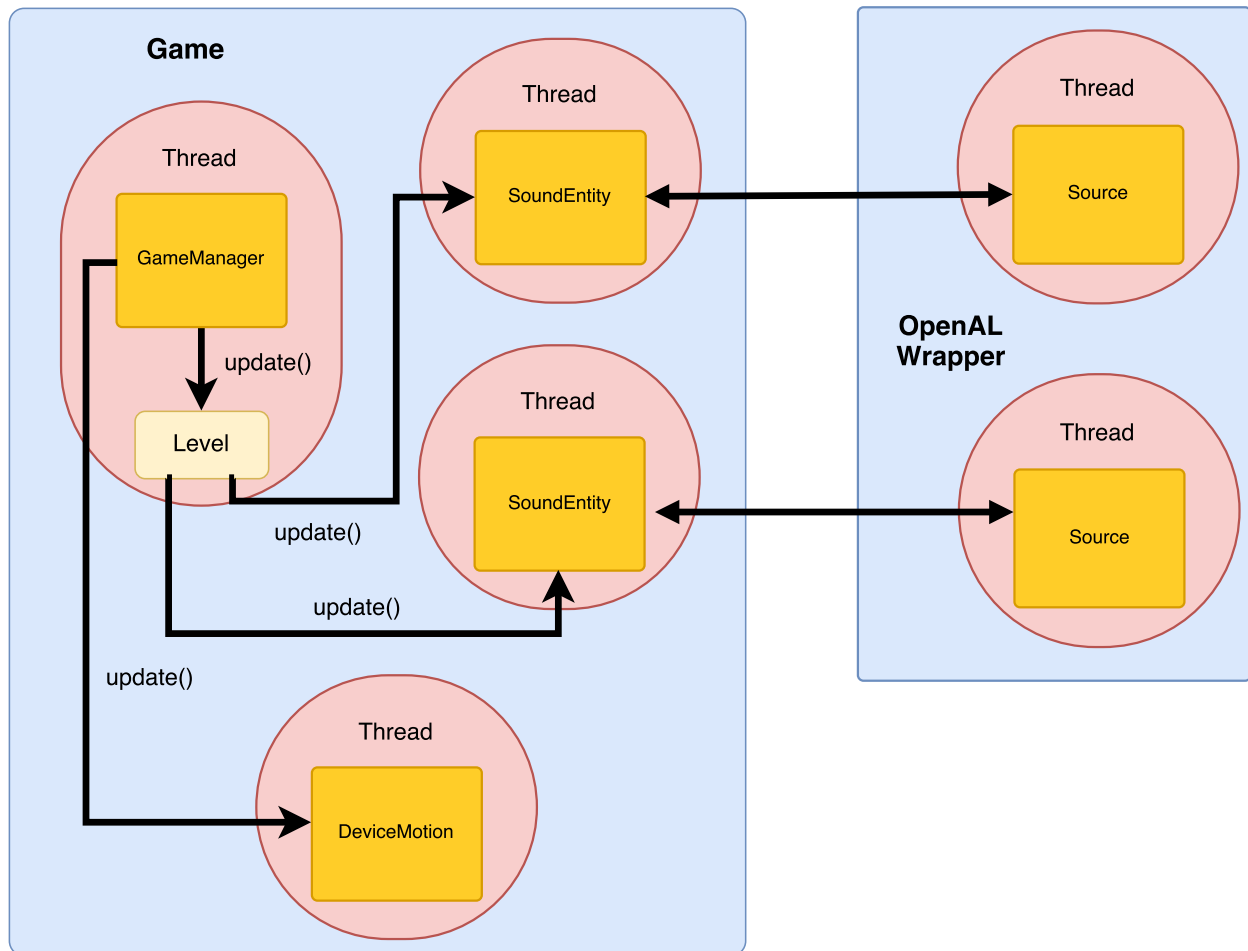 Game
Thread
GameManager
update()
Level
update()
update()
update()
Thread
SoundEntity
Thread
SoundEntity
Thread
DeviceMotion
Thread
Source
OpenAL
Wrapper
Thread
Source